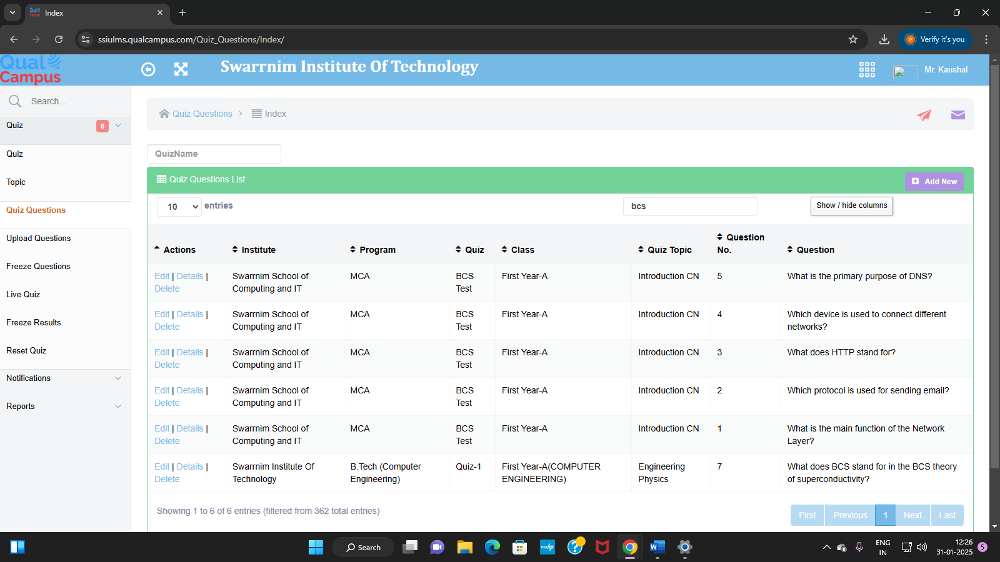 Qual
Campus
Index
ssiulms.qualcampus.com/Quiz_Questions/Index/
P
Verify it's you
Qual
Campus
Swarrnim Institute Of Technology
Mr. Kaushal
Search...
Quiz Questions
Index
Quiz
8
Quiz
Topic
Quiz Questions
Upload Questions
Freeze Questions
Live Quiz
Freeze Results
Reset Quiz
Notifications
Reports
QuizName
Quiz Questions List
Add New
10 entries
bcs
Show / hide columns
Actions Institute Program Quiz Class Quiz Topic Question No. Question
Edit | Details | Swarrnim School of MCA BCS First Year-A Introduction CN 5 What is the primary purpose of DNS?
Delete Computing and IT Test
Edit | Details | Swarrnim School of MCA BCS First Year-A Introduction CN 4 Which device is used to connect different
Delete Computing and IT Test networks?
Edit | Details | Swarrnim School of MCA BCS First Year-A Introduction CN 3 What does HTTP stand for?
Delete Computing and IT Test
Edit | Details | Swarrnim School of MCA BCS First Year-A Introduction CN 2 Which protocol is used for sending email?
Delete Computing and IT Test
Edit | Details | Swarrnim School of MCA BCS First Year-A Introduction CN 1 What is the main function of the Network
Delete Computing and IT Test Layer?
Edit | Details | Swarrnim Institute Of B.Tech (Computer Quiz-1 First Year-A(COMPUTER Engineering 7 What does BCS stand for in the BCS theory
Delete Technology Engineering) ENGINEERING) Physics of superconductivity?
Showing 1 to 6 of 6 entries (filtered from 362 total entries)
First Previous 1 Next Last
Search
myhp
W
ENG
IN
12:26
31-01-2025
5